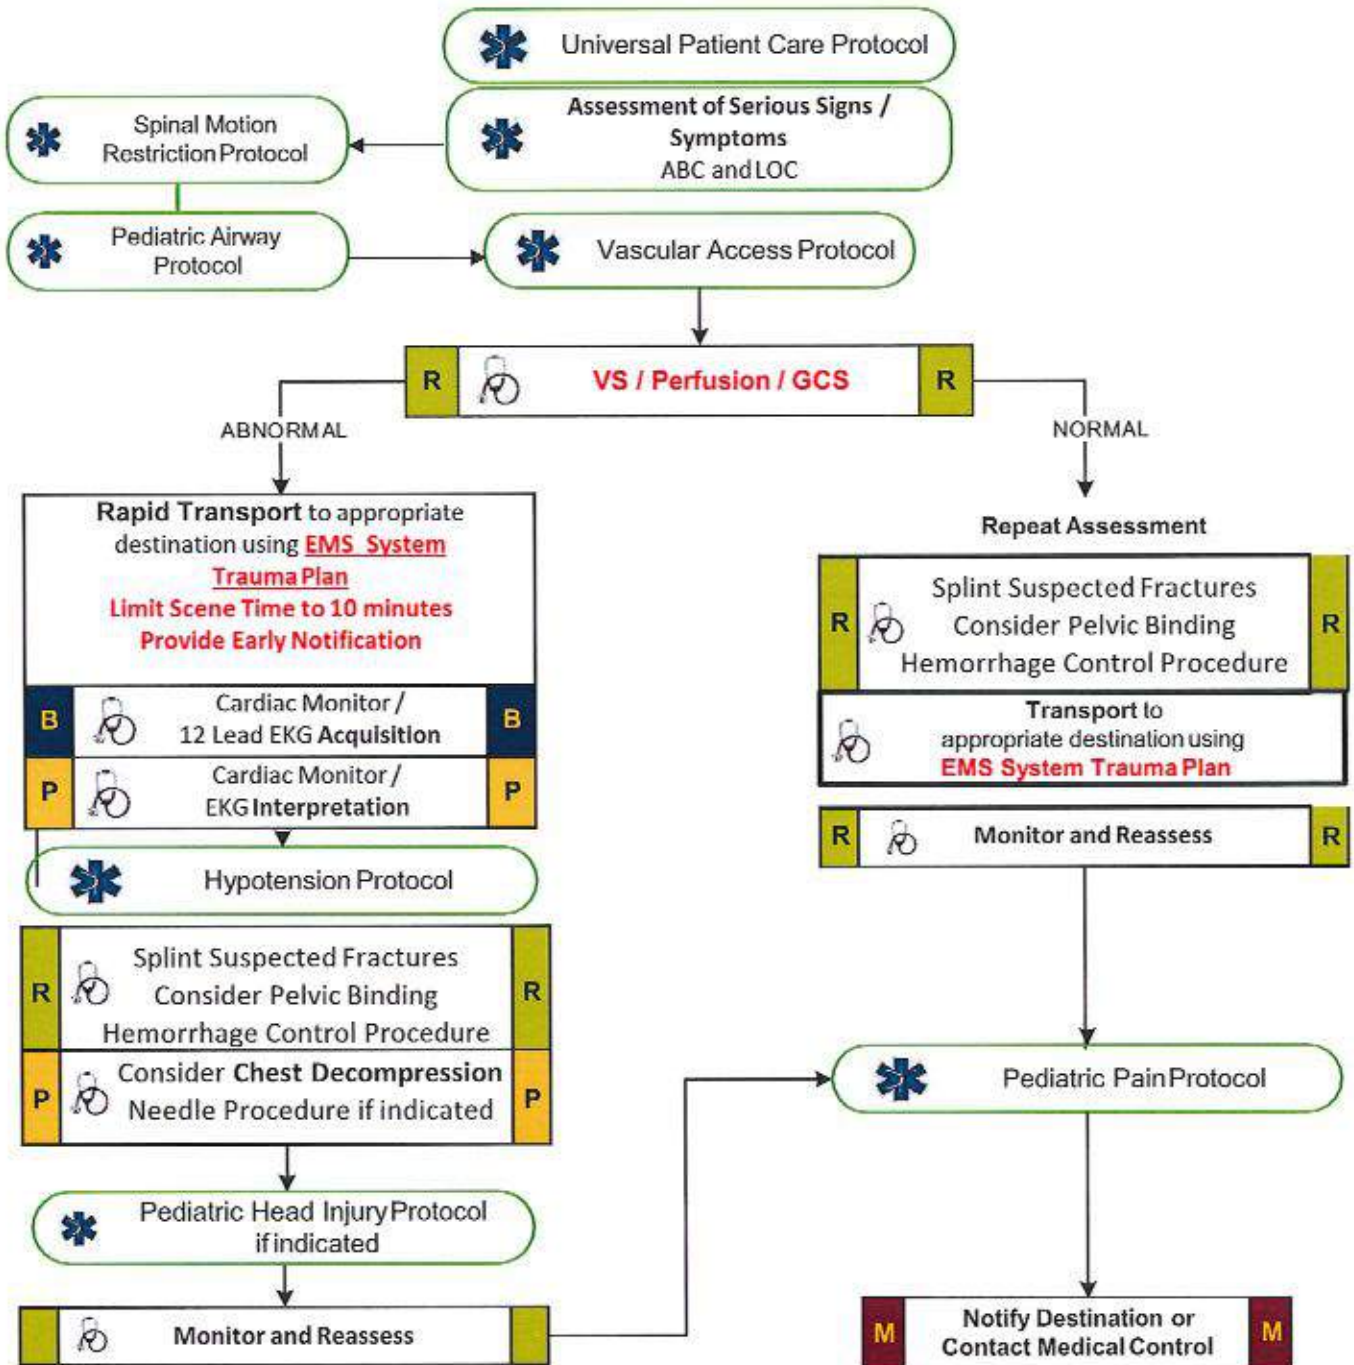 Universal Patient Care Protocol
Assessment of Serious Signs /
Symptoms
ABC and LOC
Spinal Motion
Restriction Protocol
Pediatric Airway
Protocol
Vascular Access Protocol
R VS / Perfusion / GCS R
ABNORMAL
NORMAL
Rapid Transport to appropriate
destination using EMS System
Trauma Plan
Limit Scene Time to 10 minutes
Provide Early Notification
B Cardiac Monitor / B
12 Lead EKG Acquisition
P Cardiac Monitor / P
EKG Interpretation
Hypotension Protocol
Splint Suspected Fractures
R Consider Pelvic Binding R
Hemorrhage Control Procedure
P Consider Chest Decompression P
Needle Procedure if indicated
Pediatric Head Injury Protocol
if indicated
Monitor and Reassess
Repeat Assessment
Splint Suspected Fractures
R Consider Pelvic Binding R
Hemorrhage Control Procedure
Transport to
appropriate destination using
EMS System Trauma Plan
R Monitor and Reassess R
Pediatric Pain Protocol
M Notify Destination or M
Contact Medical Control